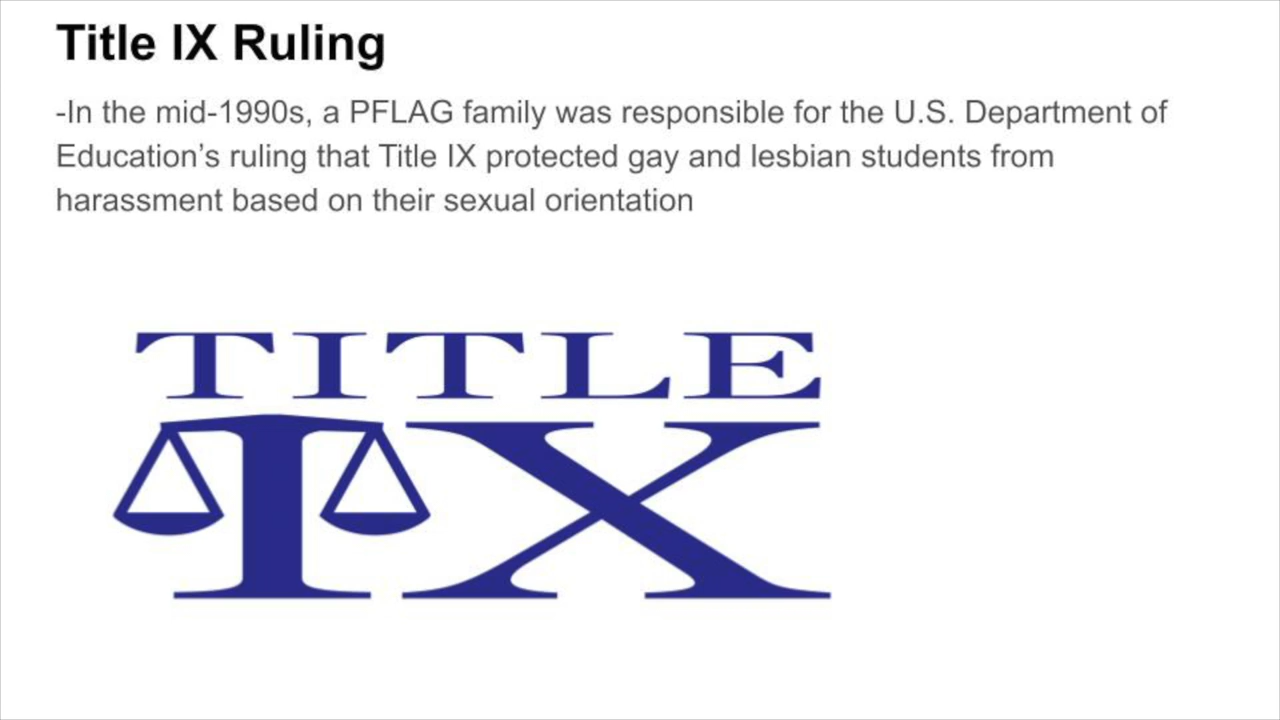 Title IX Ruling
-In the mid-1990s, a PFLAG family was responsible for the U.S. Department of
Education’s ruling that Title IX protected gay and lesbian students from
harassment based on their sexual orientation
TITLE
IX